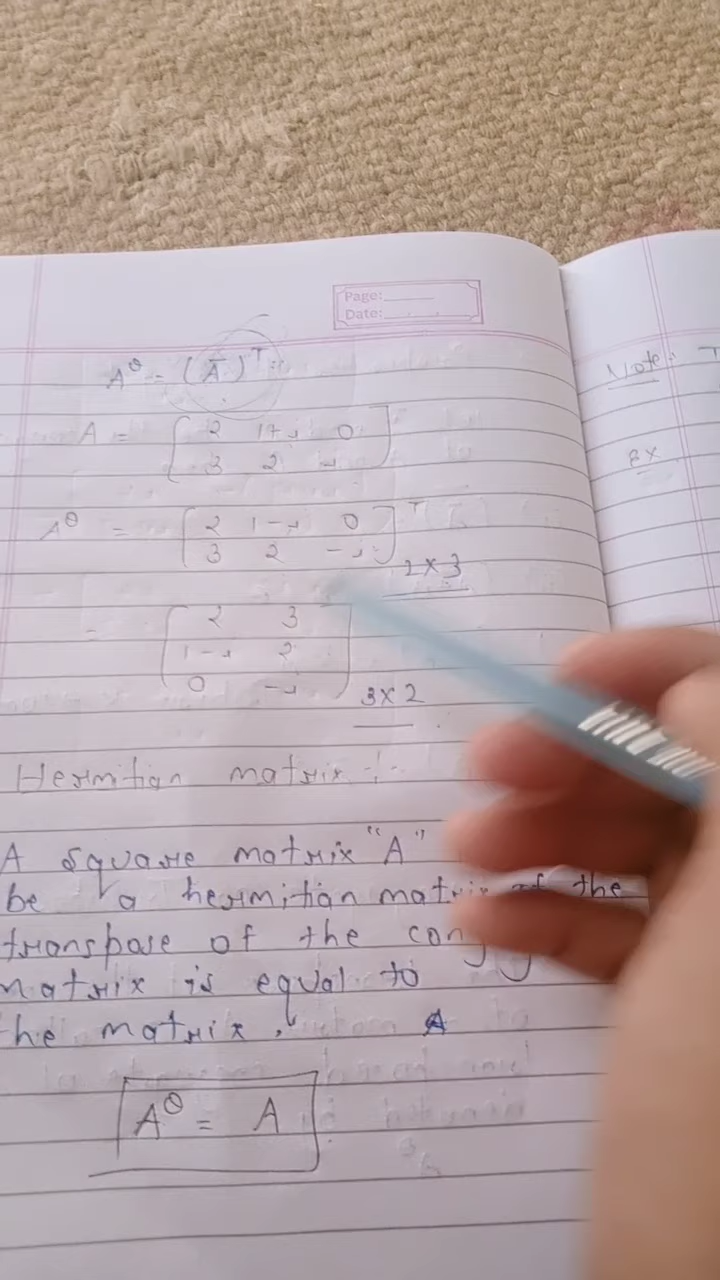 Page:
Date:
A^θ = (Ā)^T
A = [2 1+i 0
3 2 i]
A^θ = [2 1-i 0
3 2 -i]^T
2×3
= [2 3
1-i 2
0 -i]
3×2
Hermitian matrix :-
A square matrix "A"
be a hermitian matrix of the
transpose of the
matrix is equal to
the matrix, A
A^θ = A
Note: T
EX